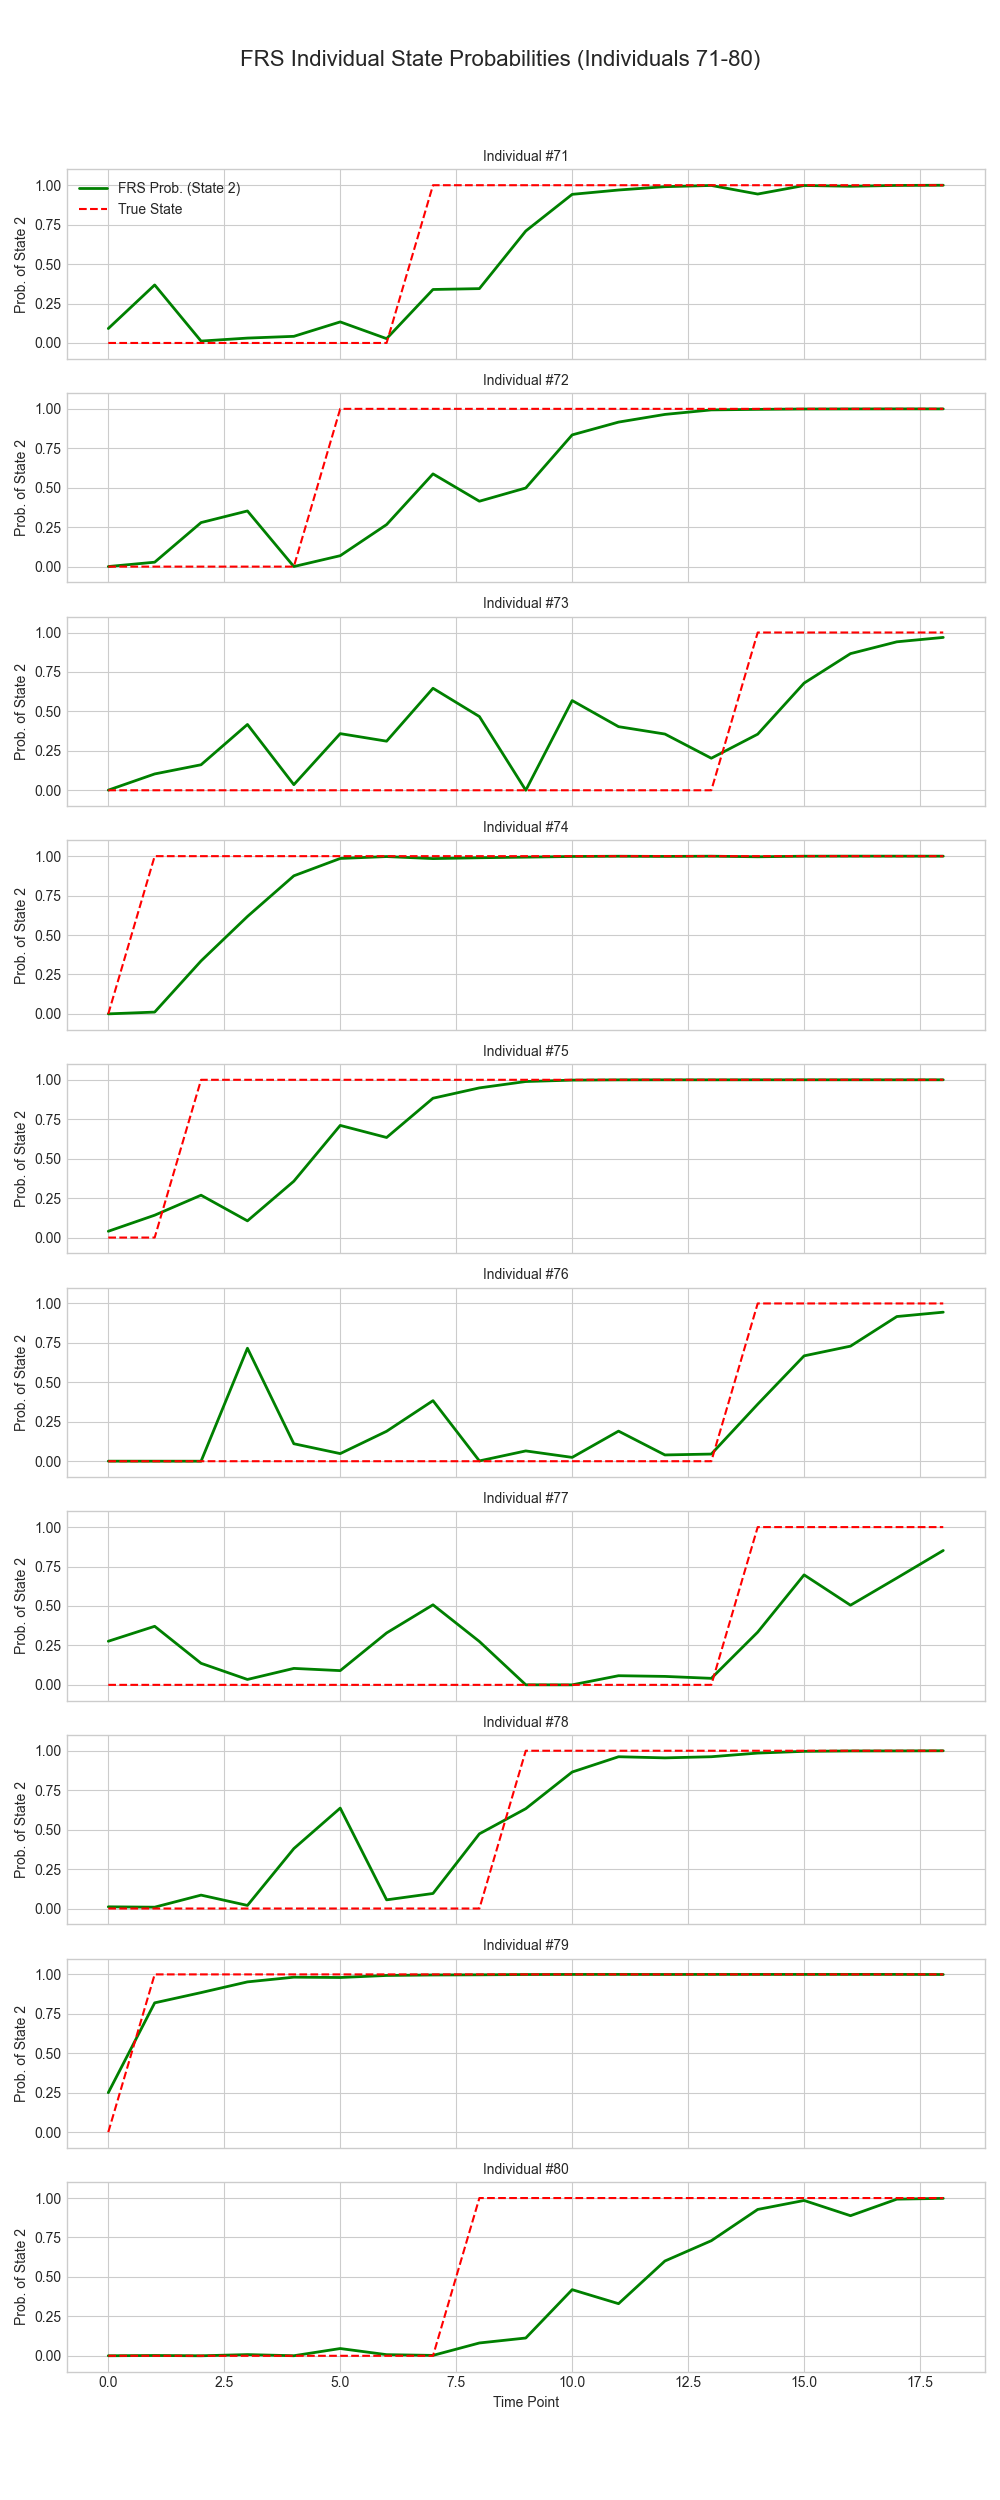 FRS Individual State Probabilities (Individuals 71-80)
Individual #71
FRS Prob. (State 2)
True State
Prob. of State 2
1.00
0.75
0.50
0.25
0.00
Individual #72
Prob. of State 2
1.00
0.75
0.50
0.25
0.00
Individual #73
Prob. of State 2
1.00
0.75
0.50
0.25
0.00
Individual #74
Prob. of State 2
1.00
0.75
0.50
0.25
0.00
Individual #75
Prob. of State 2
1.00
0.75
0.50
0.25
0.00
Individual #76
Prob. of State 2
1.00
0.75
0.50
0.25
0.00
Individual #77
Prob. of State 2
1.00
0.75
0.50
0.25
0.00
Individual #78
Prob. of State 2
1.00
0.75
0.50
0.25
0.00
Individual #79
Prob. of State 2
1.00
0.75
0.50
0.25
0.00
Individual #80
Prob. of State 2
1.00
0.75
0.50
0.25
0.00
0.0 2.5 5.0 7.5 10.0 12.5 15.0 17.5
Time Point